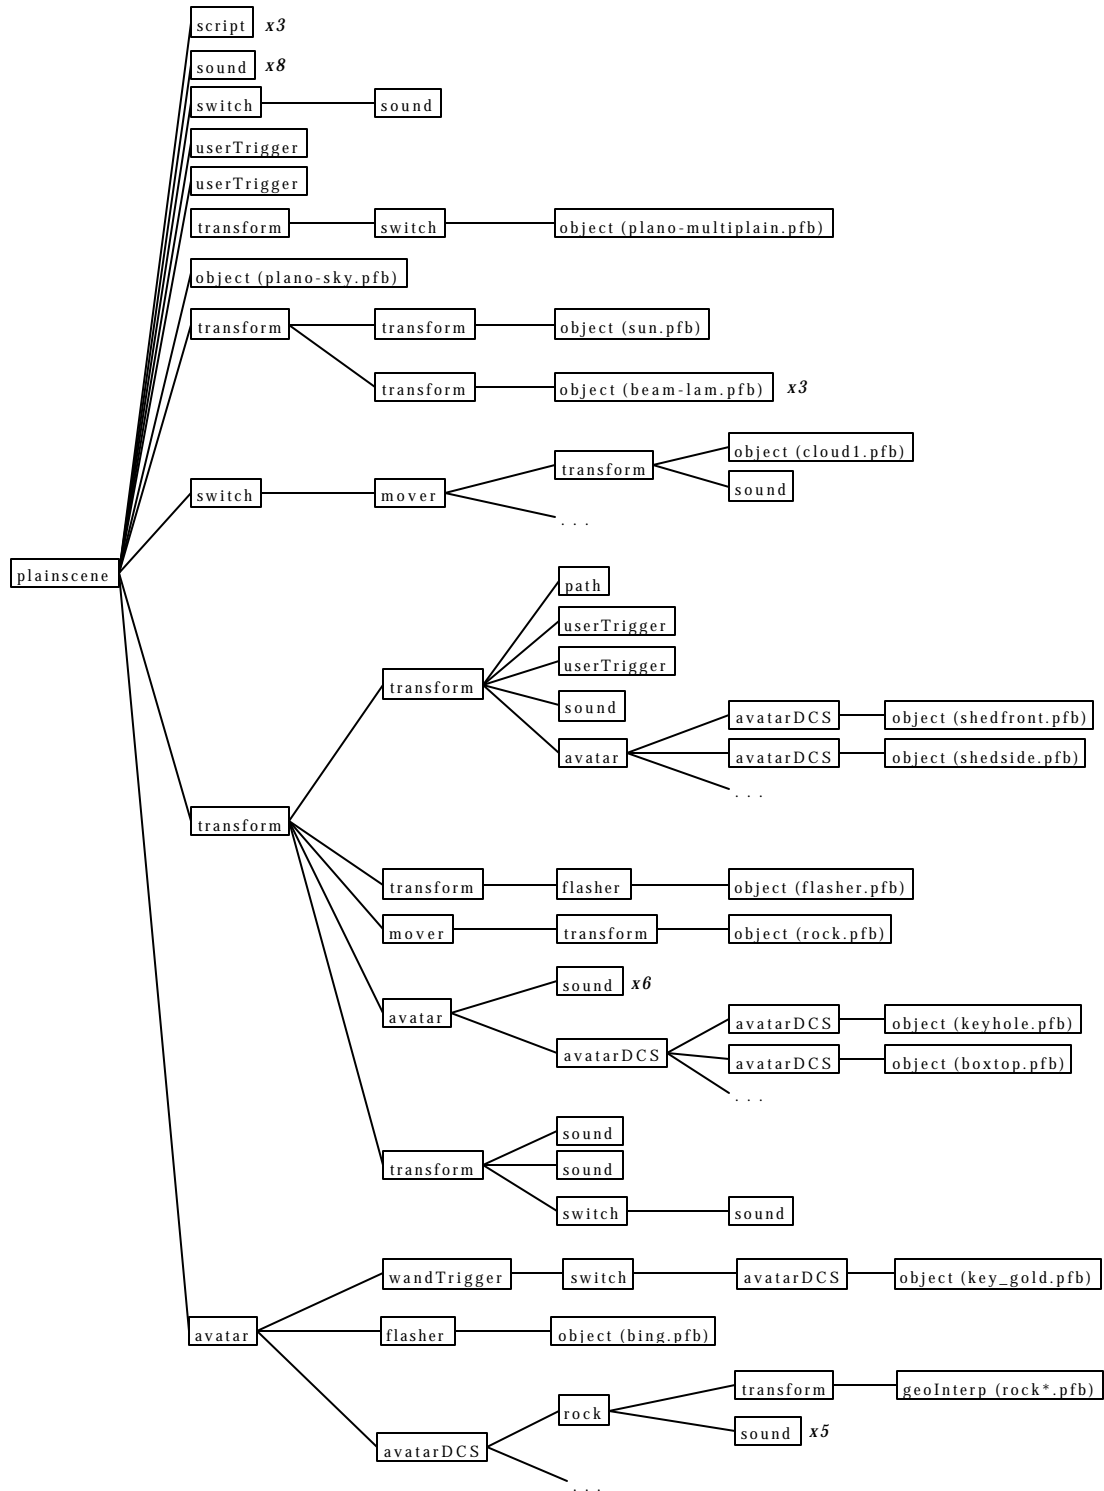 script x3
sound x8
switch sound
userTrigger
userTrigger
transform switch object (plano-multiplain.pfb)
object (plano-sky.pfb)
transform transform object (sun.pfb)
transform object (beam-lam.pfb) x3
object (cloud1.pfb)
transform
sound
switch mover
. . .
plainscene
path
userTrigger
userTrigger
transform
sound
avatarDCS object (shedfront.pfb)
avatar avatarDCS object (shedside.pfb)
. . .
transform
transform flasher object (flasher.pfb)
mover transform object (rock.pfb)
sound x6
avatar
avatarDCS object (keyhole.pfb)
avatarDCS
avatarDCS object (boxtop.pfb)
. . .
sound
transform sound
switch sound
wandTrigger switch avatarDCS object (key_gold.pfb)
avatar flasher object (bing.pfb)
transform geoInterp (rock*.pfb)
rock
sound x5
avatarDCS
. . .